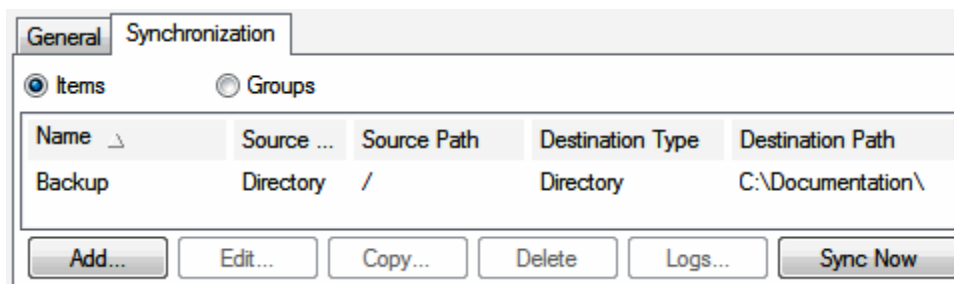 General Synchronization
Items Groups
Name Source ... Source Path Destination Type Destination Path
Backup Directory / Directory C:\Documentation\
Add... Edit... Copy... Delete Logs... Sync Now